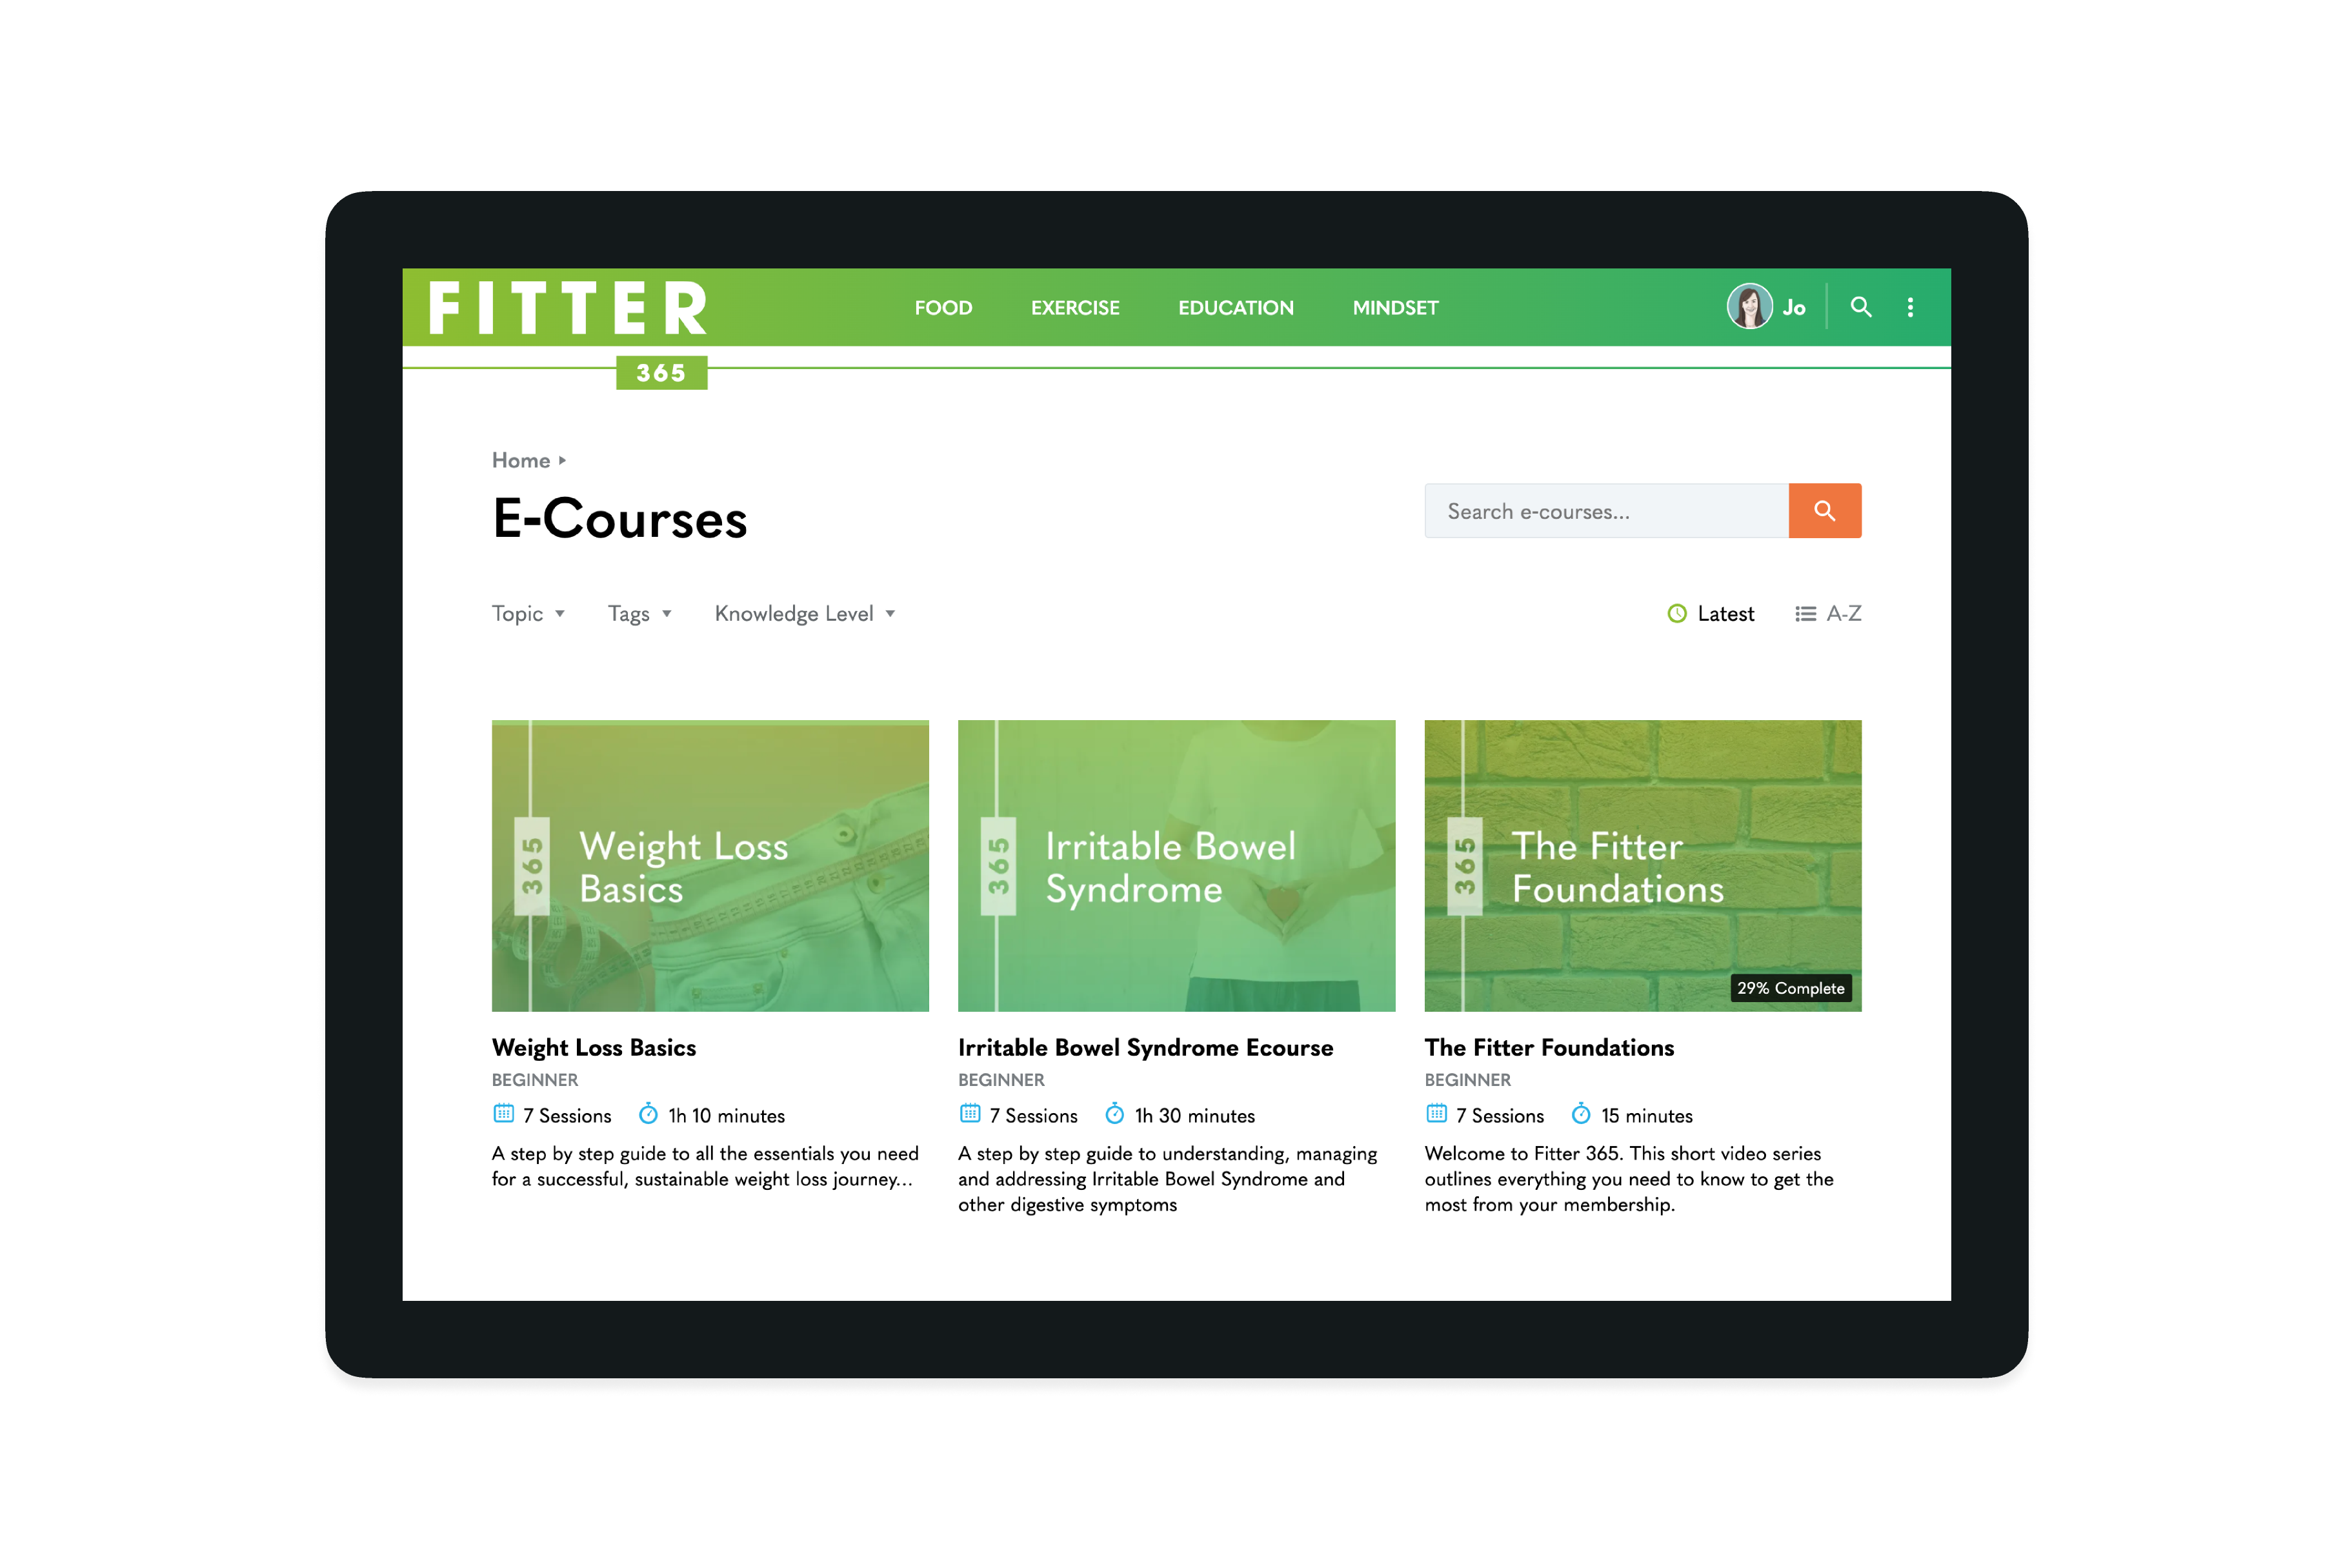 FITTER
365
FOOD
EXERCISE
EDUCATION
MINDSET
Jo
Home
E-Courses
Search e-courses...
Topic
Tags
Knowledge Level
Latest
A-Z
365
Weight Loss
Basics
365
Irritable Bowel
Syndrome
365
The Fitter
Foundations
29% Complete
Weight Loss Basics
BEGINNER
7 Sessions 1h 10 minutes
A step by step guide to all the essentials you need
for a successful, sustainable weight loss journey...
Irritable Bowel Syndrome Ecourse
BEGINNER
7 Sessions 1h 30 minutes
A step by step guide to understanding, managing
and addressing Irritable Bowel Syndrome and
other digestive symptoms
The Fitter Foundations
BEGINNER
7 Sessions 15 minutes
Welcome to Fitter 365. This short video series
outlines everything you need to know to get the
most from your membership.